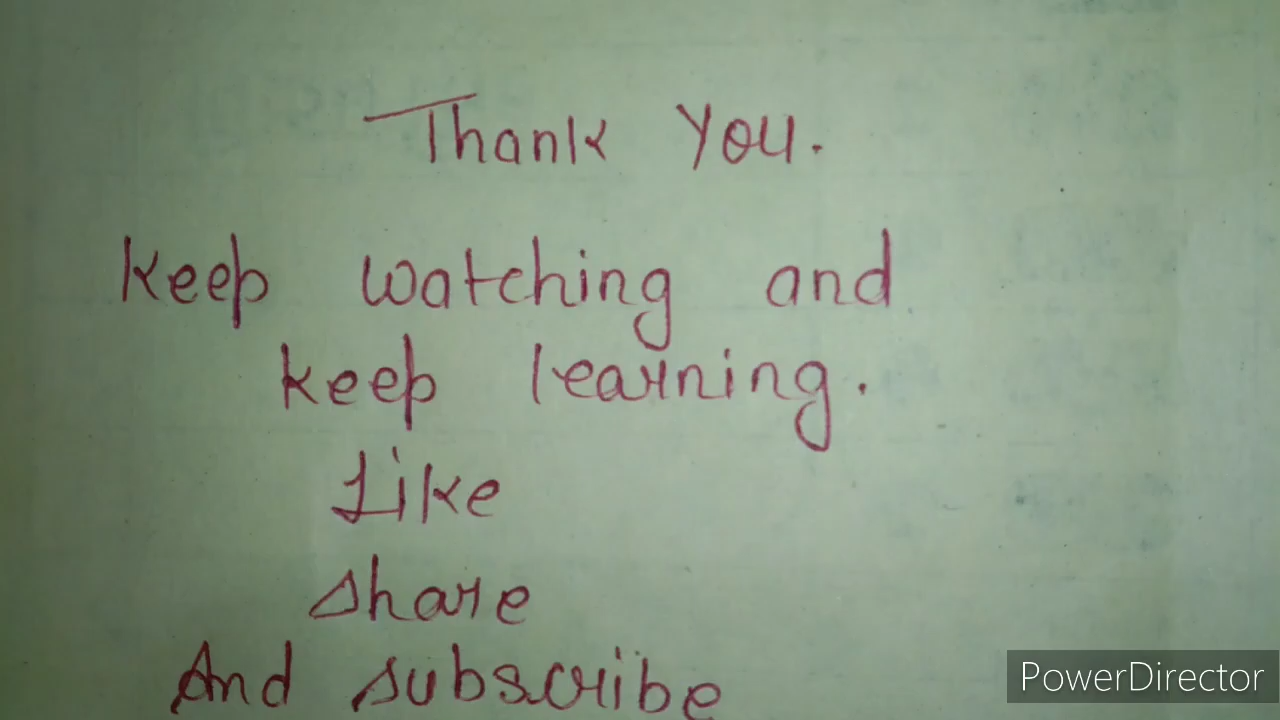 Thank You.
keep watching and
keep learning.
Like
share
And subscribe
PowerDirector